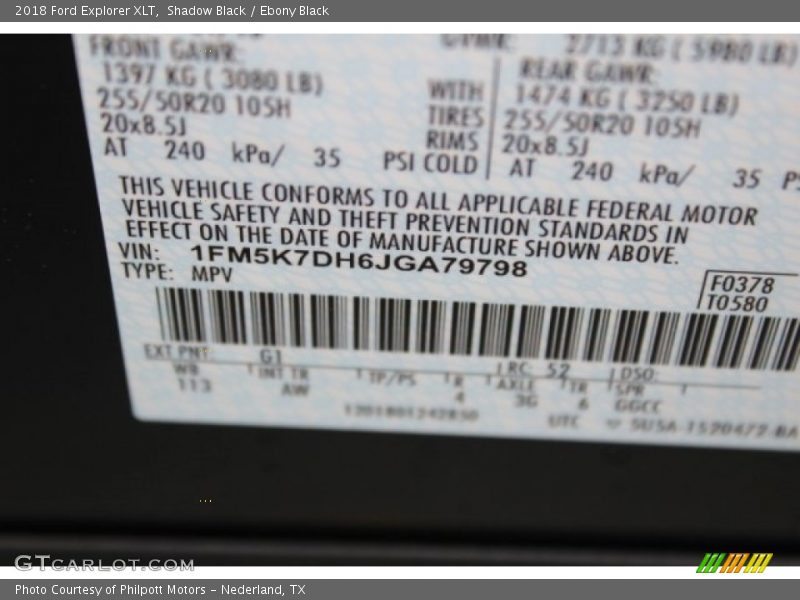 2018 Ford Explorer XLT, Shadow Black / Ebony Black
FRONT GAWR: 2713 KG ( 5980 LB)
1397 KG ( 3080 LB) WITH REAR GAWR:
255/50R20 105H TIRES 1474 KG ( 3250 LB)
20x8.5J RIMS 255/50R20 105H
AT 240 kPa/ 35 PSI COLD 20x8.5J
AT 240 kPa/ 35 PS
THIS VEHICLE CONFORMS TO ALL APPLICABLE FEDERAL MOTOR
VEHICLE SAFETY AND THEFT PREVENTION STANDARDS IN
EFFECT ON THE DATE OF MANUFACTURE SHOWN ABOVE.
VIN: 1FM5K7DH6JGA79798
TYPE: MPV
F0378
T0580
EXT PNT: G1 RC: 52 DSO:
WB INT TR TP/PS R AXLE TR SPR
113 AW 4 3G 6 GGCC
UTC
GTCarLot.com
Photo Courtesy of Philpott Motors – Nederland, TX